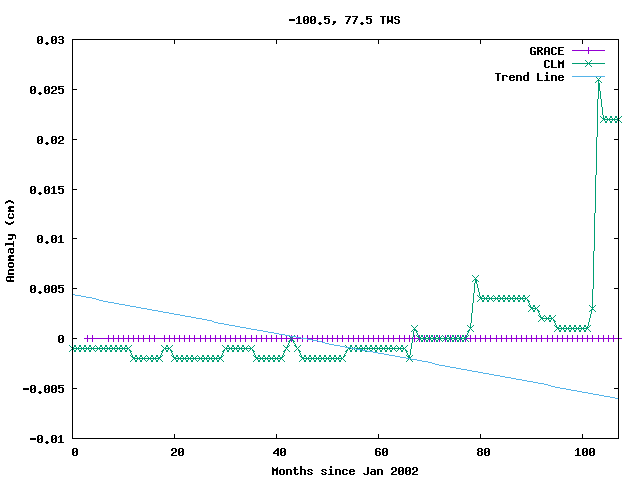 -100.5, 77.5 TWS
GRACE
CLM
Trend Line
0.03
0.025
0.02
0.015
0.01
0.005
0
-0.005
-0.01
Anomaly (cm)
0 20 40 60 80 100
Months since Jan 2002